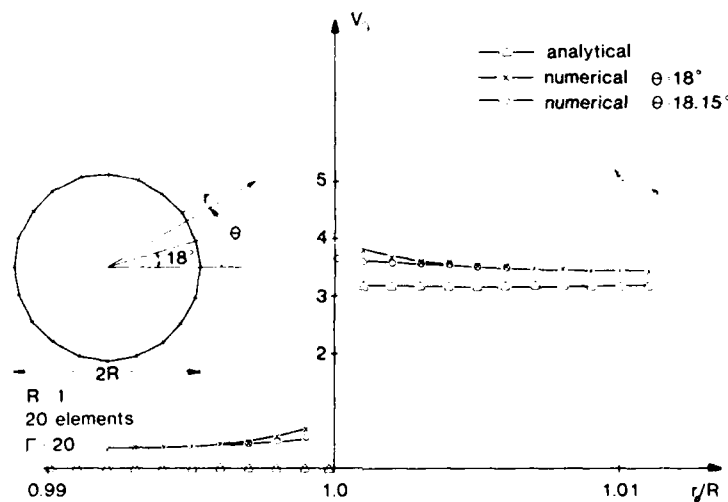 V
analytical
numerical θ·18°
numerical θ·18.15°
5
4
3
2
r
θ
18°
2R
R 1
20 elements
Γ·20
0.99
1.0
1.01
r/R